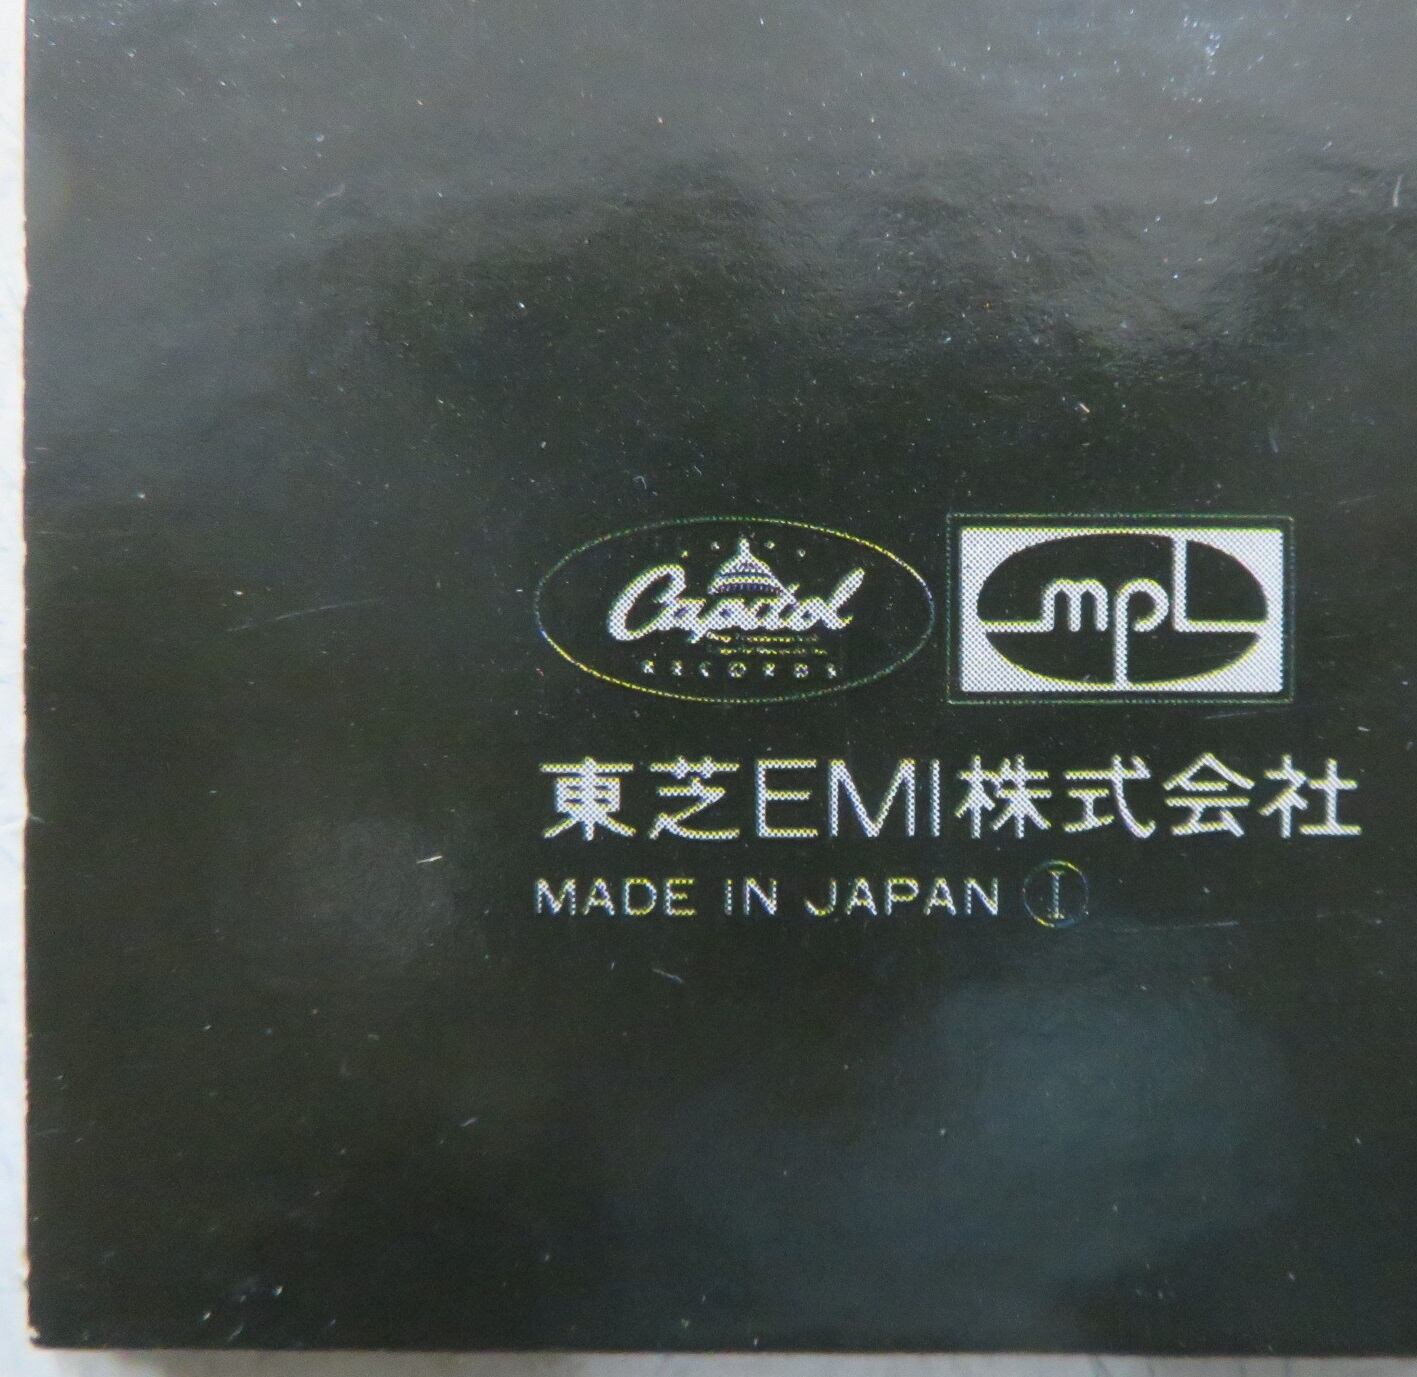 Capitol
RECORDS
mpl
東芝EMI株式会社
MADE IN JAPAN Ⓘ